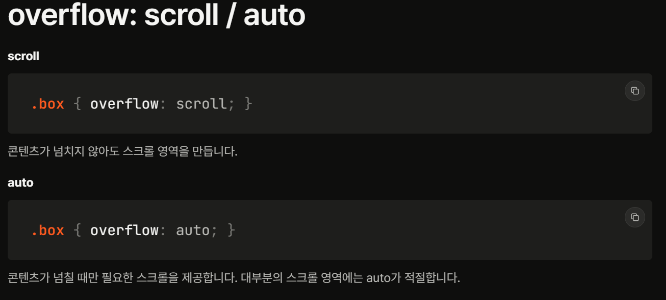 overflow: scroll / auto
scroll
.box { overflow: scroll; }
콘텐츠가 넘치지 않아도 스크롤 영역을 만듭니다.
auto
.box { overflow: auto; }
콘텐츠가 넘칠 때만 필요한 스크롤을 제공합니다. 대부분의 스크롤 영역에는 auto가 적절합니다.